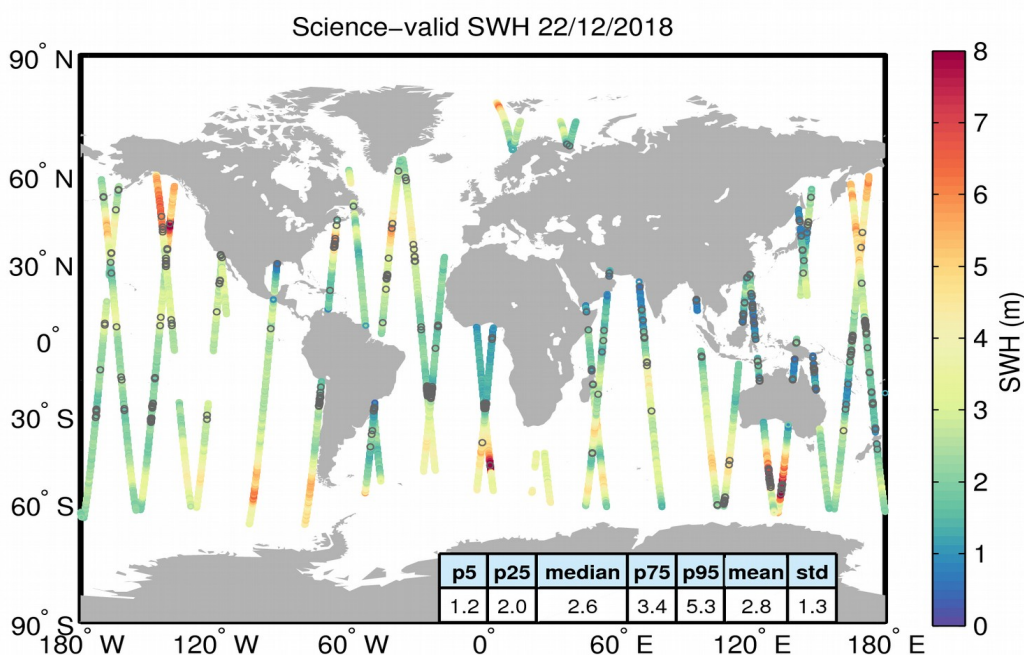 Science−valid SWH 22/12/2018
90° N
60° N
30° N
0°
30° S
60° S
90° S
180° W
120° W
60° W
0°
60° E
120° E
180° E
p5 p25 median p75 p95 mean std
1.2 2.0 2.6 3.4 5.3 2.8 1.3
8
7
6
5
4
3
2
1
0
SWH (m)